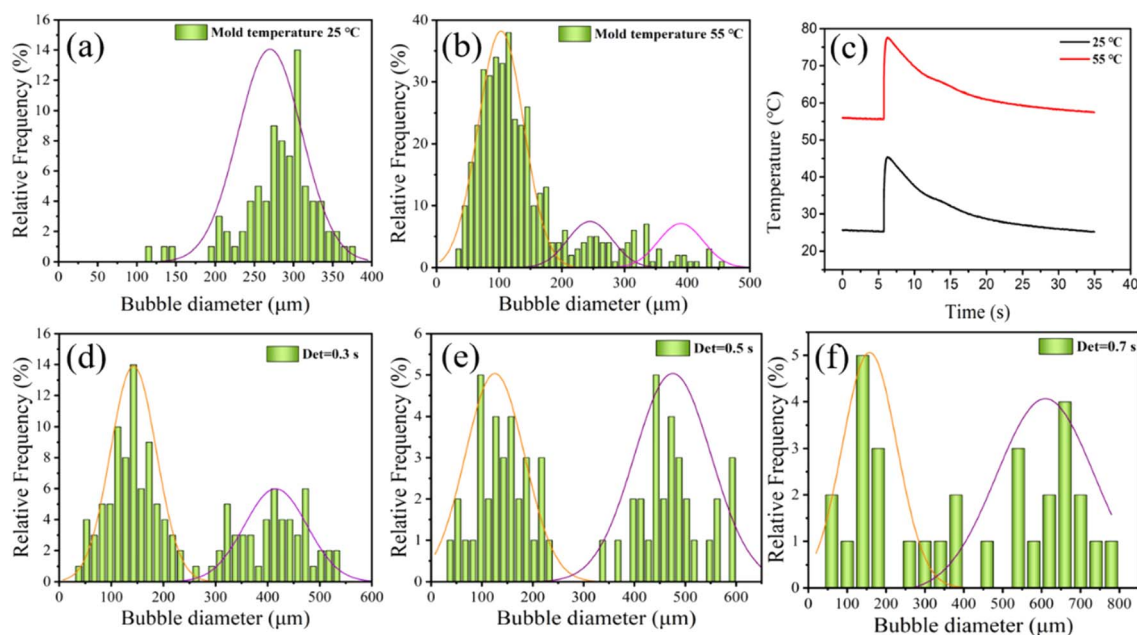 (a)
Mold temperature 25 ℃
Relative Frequency (%)
16
14
12
10
8
6
4
2
0
0 50 100 150 200 250 300 350 400
Bubble diameter (μm)
(b)
Mold temperature 55 ℃
Relative Frequency (%)
40
30
20
10
0
0 100 200 300 400 500
Bubble diameter (μm)
(c)
25 ℃
55 ℃
Temperature (℃)
80
70
60
50
40
30
20
0 5 10 15 20 25 30 35 40
Time (s)
(d)
Det=0.3 s
Relative Frequency (%)
16
14
12
10
8
6
4
2
0
0 100 200 300 400 500 600
Bubble diameter (μm)
(e)
Det=0.5 s
Relative Frequency (%)
6
5
4
3
2
1
0
0 100 200 300 400 500 600
Bubble diameter (μm)
(f)
Det=0.7 s
Relative Frequency (%)
5
4
3
2
1
0
100 200 300 400 500 600 700 800
Bubble diameter (μm)